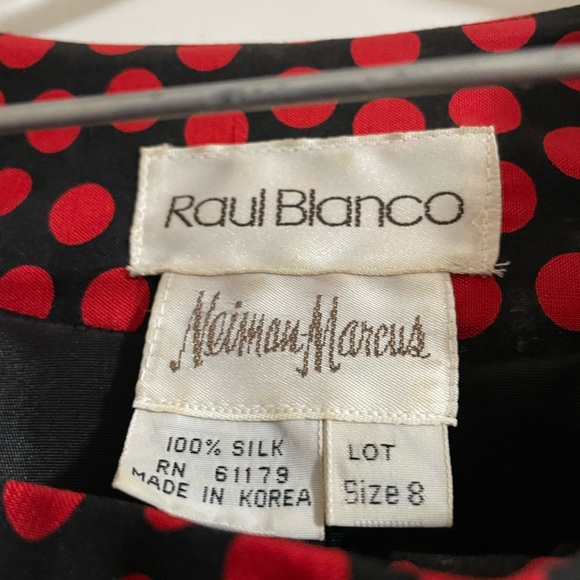 Raul Blanco
Neiman-Marcus
100% SILK
RN 61179
MADE IN KOREA
LOT
Size 8